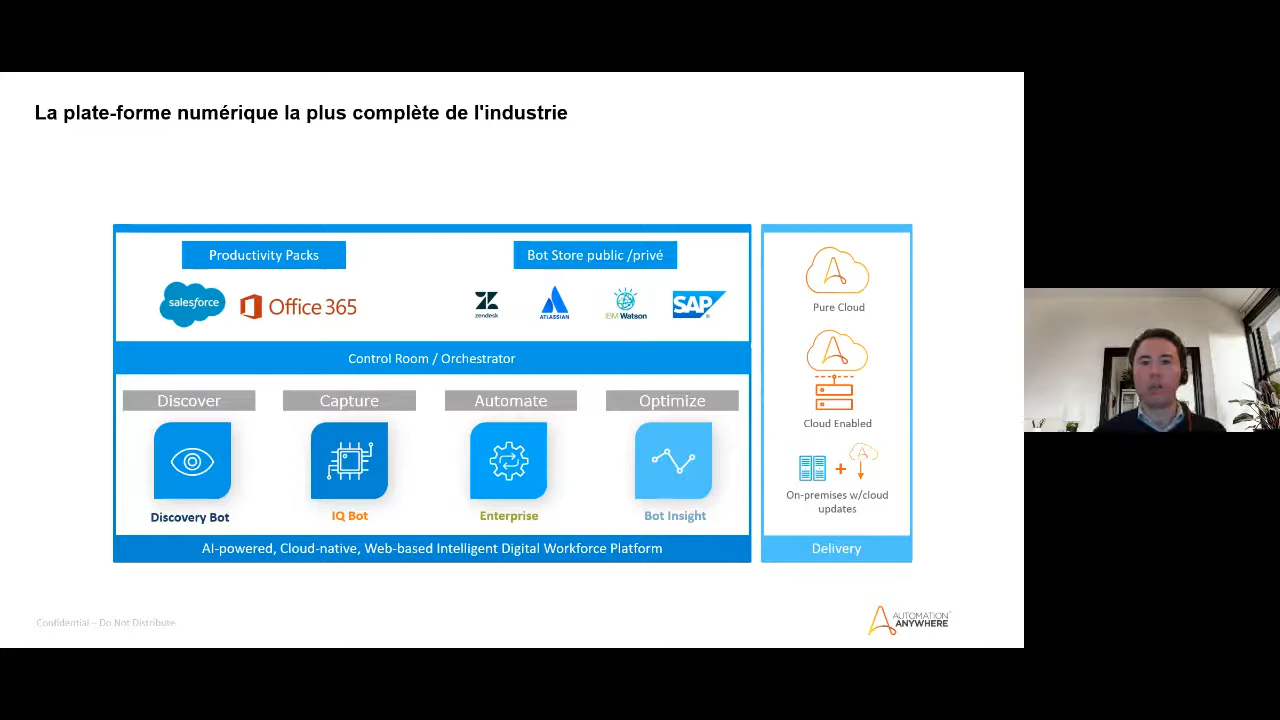 La plate-forme numérique la plus complète de l'industrie
Productivity Packs
Bot Store public /privé
salesforce
Office 365
zendesk
ATLASSIAN
IBM Watson
SAP
Control Room / Orchestrator
Discover
Capture
Automate
Optimize
Discovery Bot
IQ Bot
Enterprise
Bot Insight
AI-powered, Cloud-native, Web-based Intelligent Digital Workforce Platform
Pure Cloud
Cloud Enabled
On-premises w/cloud
updates
Delivery
Confidential – Do Not Distribute
AUTOMATION
ANYWHERE